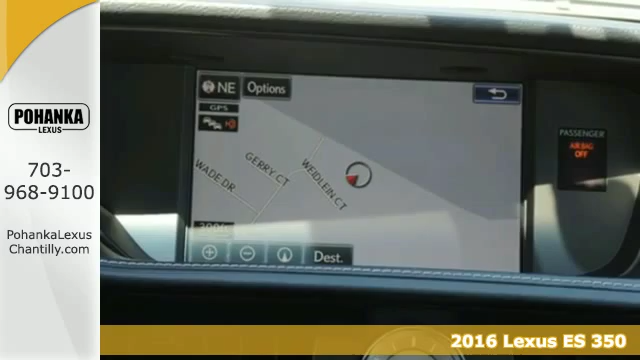 POHANKA
LEXUS
703-
968-9100
PohankaLexus
Chantilly.com
NE
Options
GPS
WADE DR
GERRY CT
WEIDLEIN CT
Dest.
PASSENGER
AIR BAG
OFF
2016 Lexus ES 350